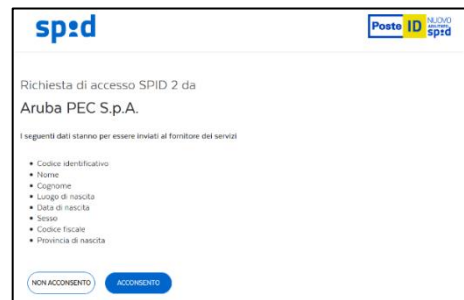 sp:d
Poste ID NUOVO
spid
Richiesta di accesso SPID 2 da
Aruba PEC S.p.A.
I seguenti dati stanno per essere inviati al fornitore dei servizi
• Codice identificativo
• Nome
• Cognome
• Luogo di nascita
• Data di nascita
• Sesso
• Codice fiscale
• Provincia di nascita
NON ACCONSENTO ACCONSENTO